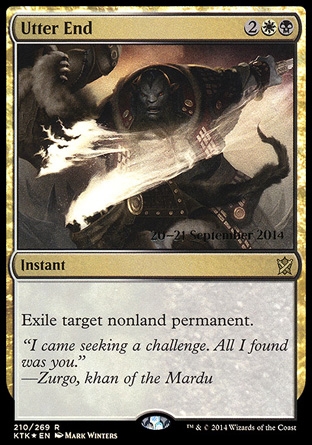 Utter End 2
20–21 September 2014
Instant
Exile target nonland permanent.
“I came seeking a challenge. All I found
was you.”
—Zurgo, khan of the Mardu
210/269 R
KTK ★ EN Mark Winters
™ & © 2014 Wizards of the Coast